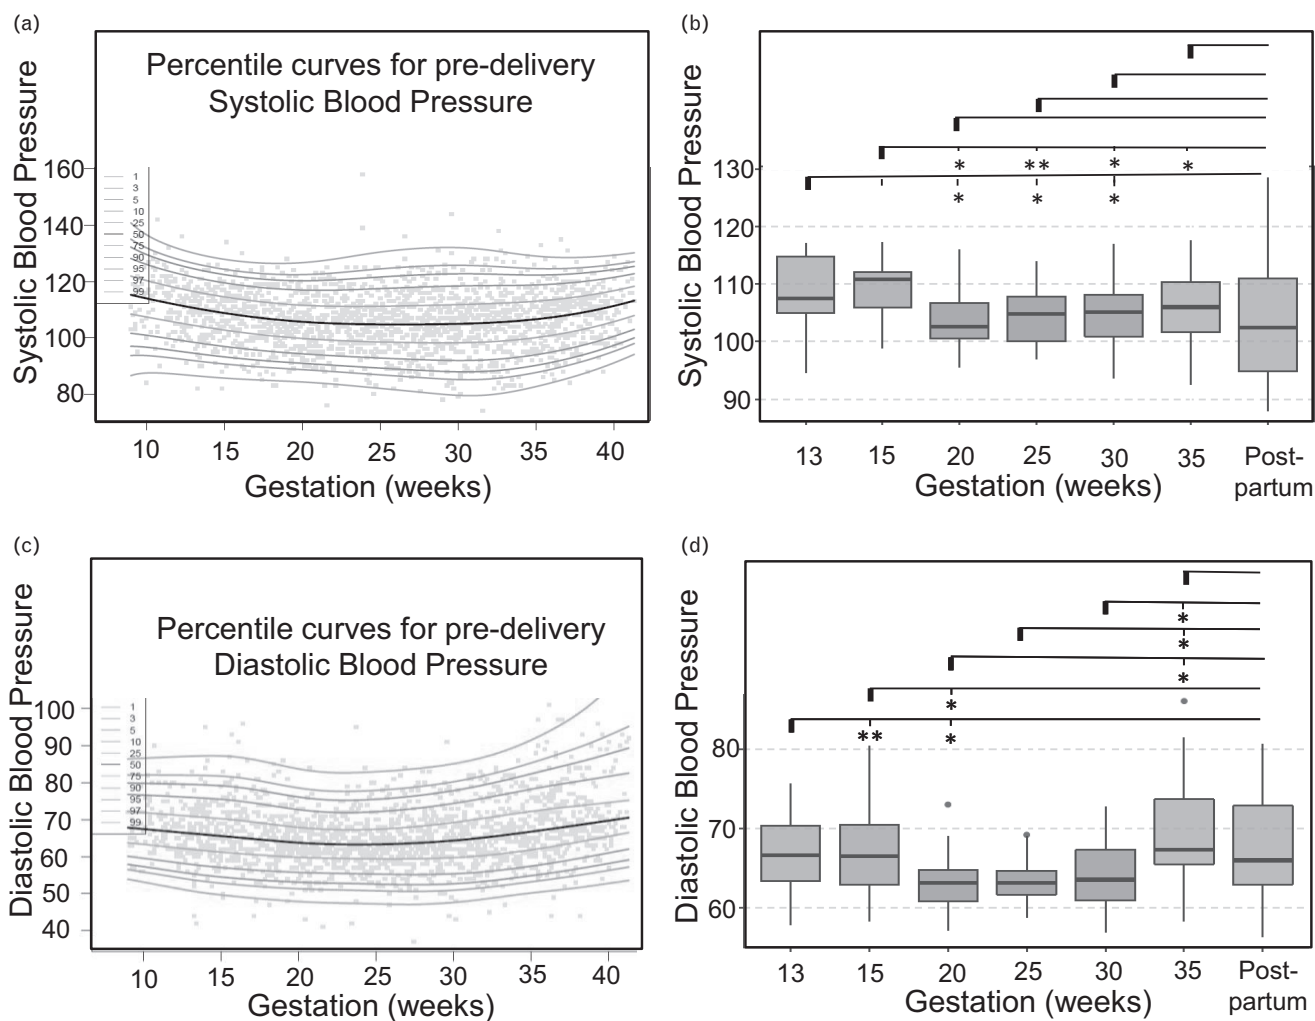 (a)
Percentile curves for pre-delivery
Systolic Blood Pressure
Systolic Blood Pressure
160
140
120
100
80
1
3
5
10
25
50
75
90
95
97
99
10 15 20 25 30 35 40
Gestation (weeks)
(b)
Systolic Blood Pressure
130
120
110
100
90
* ** * *
* * *
13 15 20 25 30 35 Post-
partum
Gestation (weeks)
(c)
Percentile curves for pre-delivery
Diastolic Blood Pressure
Diastolic Blood Pressure
100
90
80
70
60
50
40
1
3
5
10
25
50
75
90
95
97
99
10 15 20 25 30 35 40
Gestation (weeks)
(d)
Diastolic Blood Pressure
80
70
60
*
*
*
*
** *
13 15 20 25 30 35 Post-
partum
Gestation (weeks)